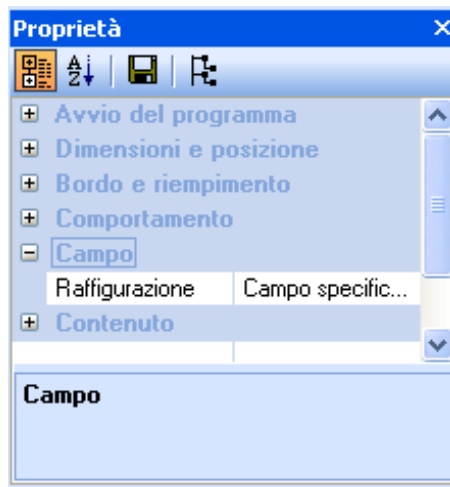 Proprietà
Avvio del programma
Dimensioni e posizione
Bordo e riempimento
Comportamento
Campo
Raffigurazione Campo specific...
Contenuto
Campo